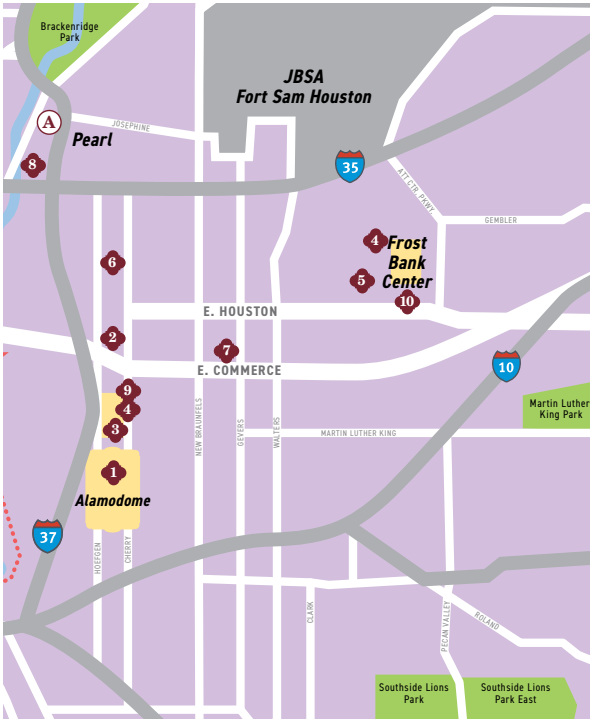 Brackenridge
Park
JBSA
Fort Sam Houston
A
JOSEPHINE
Pearl
8
35
ATT CTR. PKWY.
GEMBLER
4
Frost
Bank
Center
5
10
6
E. HOUSTON
2
7
E. COMMERCE
10
9
4
3
NEW BRAUNFELS
GEVERS
WALTERS
MARTIN LUTHER KING
Martin Luther
King Park
1
Alamodome
37
HOEFGEN
CHERRY
CLARK
PECAN VALLEY
ROLAND
Southside Lions
Park
Southside Lions
Park East